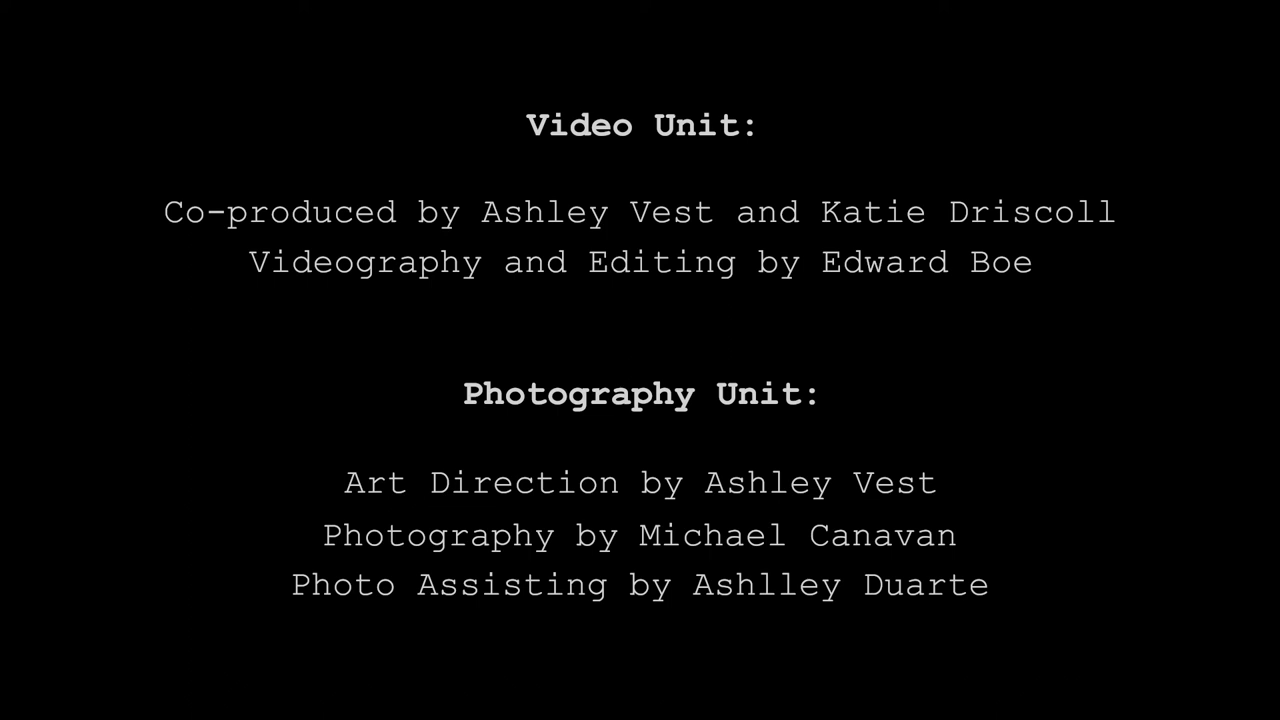 Video Unit:
Co-produced by Ashley Vest and Katie Driscoll
Videography and Editing by Edward Boe
Photography Unit:
Art Direction by Ashley Vest
Photography by Michael Canavan
Photo Assisting by Ashlley Duarte